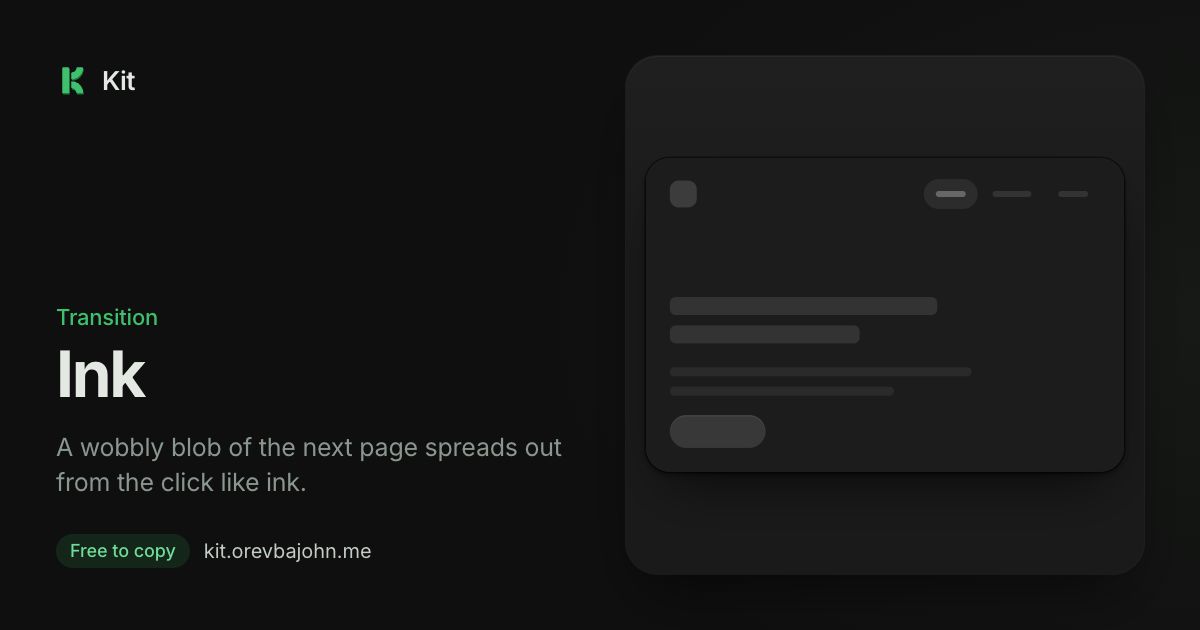 Kit
Transition
Ink
A wobbly blob of the next page spreads out
from the click like ink.
Free to copy
kit.orevbajohn.me